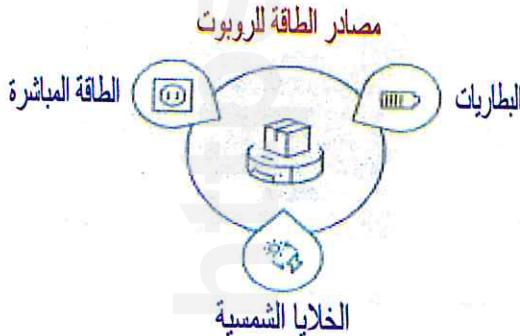 مصادر الطاقة للروبوت
البطاريات
الطاقة المباشرة
الخلايا الشمسية